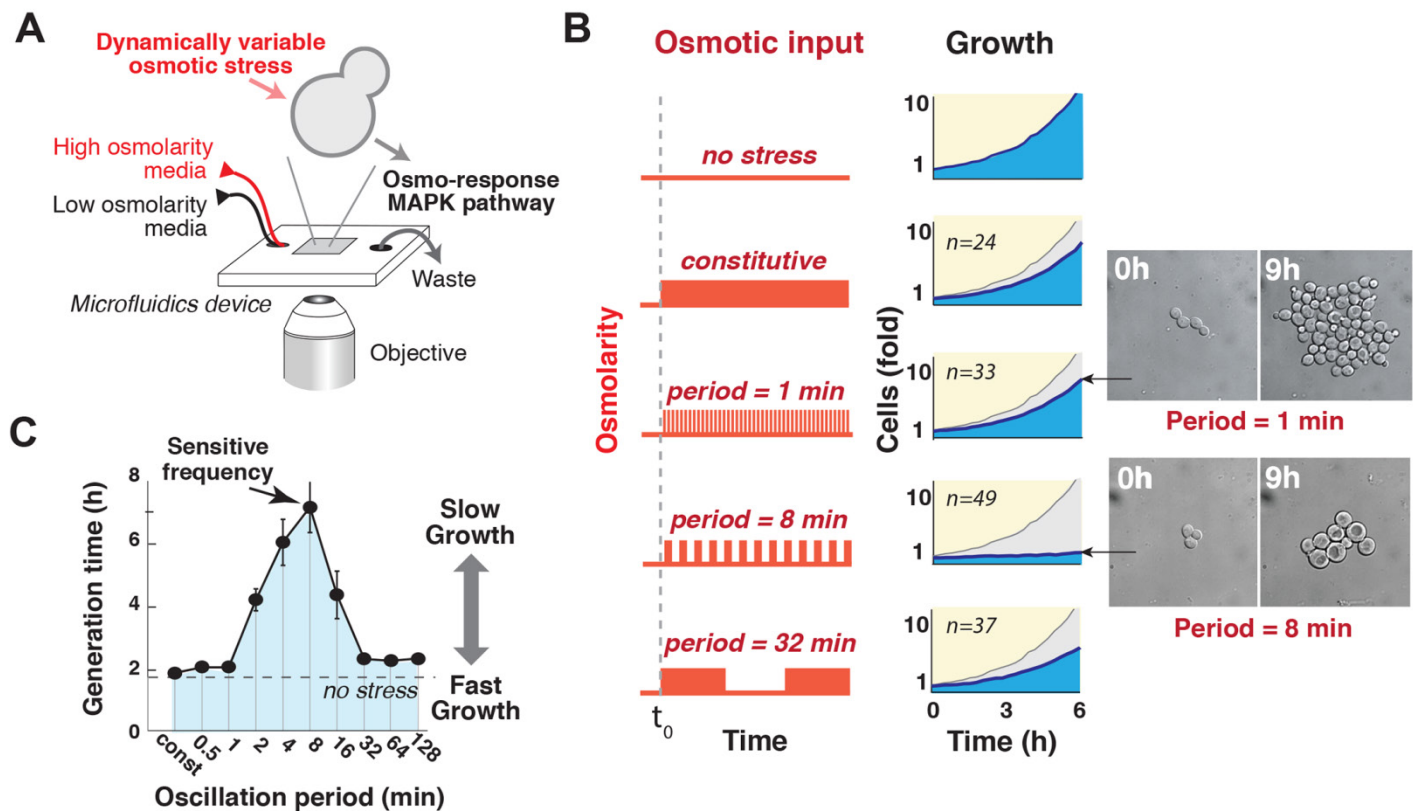 A
Dynamically variable
osmotic stress
High osmolarity
media
Low osmolarity
media
Osmo-response
MAPK pathway
Waste
Microfluidics device
Objective
B
Osmotic input
Growth
Osmolarity
no stress
constitutive
period = 1 min
period = 8 min
period = 32 min
t0
Time
Cells (fold)
10
1
10
n=24
1
10
n=33
1
10
n=49
1
10
n=37
1
0 3 6
Time (h)
0h 9h
Period = 1 min
0h 9h
Period = 8 min
C
Sensitive
frequency
Generation time (h)
8
6
4
2
0
no stress
Slow
Growth
Fast
Growth
const 0.5 1 2 4 8 16 32 64 128
Oscillation period (min)